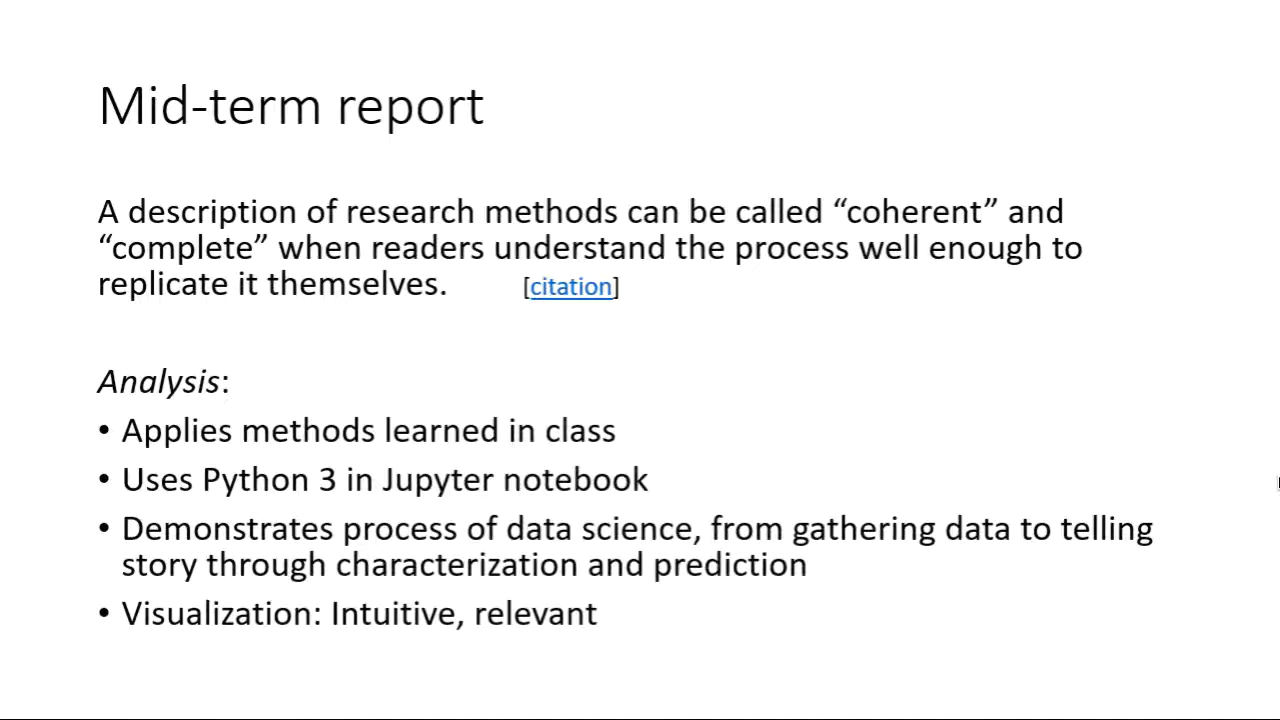 Mid-term report
A description of research methods can be called “coherent” and
“complete” when readers understand the process well enough to
replicate it themselves. [citation]
Analysis:
• Applies methods learned in class
• Uses Python 3 in Jupyter notebook
• Demonstrates process of data science, from gathering data to telling
story through characterization and prediction
• Visualization: Intuitive, relevant